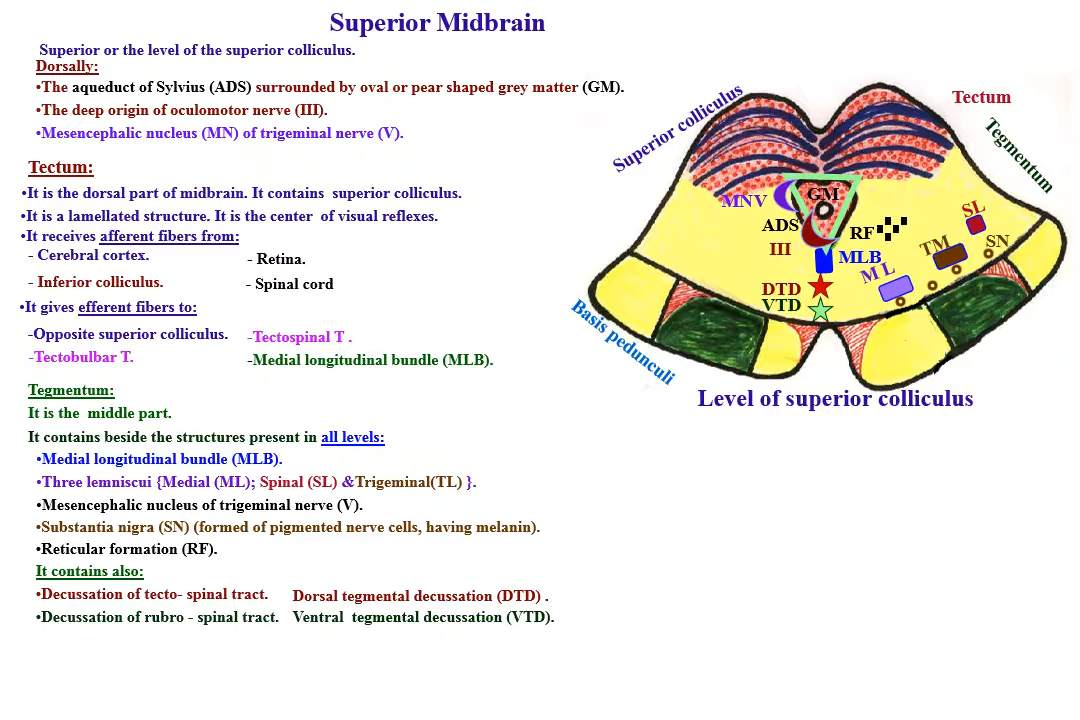 Superior Midbrain
Superior or the level of the superior colliculus.
Dorsally:
•The aqueduct of Sylvius (ADS) surrounded by oval or pear shaped grey matter (GM).
•The deep origin of oculomotor nerve (III).
•Mesencephalic nucleus (MN) of trigeminal nerve (V).
Tectum:
•It is the dorsal part of midbrain. It contains superior colliculus.
•It is a lamellated structure. It is the center of visual reflexes.
•It receives afferent fibers from:
- Cerebral cortex.
- Retina.
- Inferior colliculus.
- Spinal cord
•It gives efferent fibers to:
-Opposite superior colliculus.
-Tectospinal T .
-Tectobulbar T.
-Medial longitudinal bundle (MLB).
Tegmentum:
It is the middle part.
It contains beside the structures present in all levels:
•Medial longitudinal bundle (MLB).
•Three lemniscui {Medial (ML); Spinal (SL) &Trigeminal(TL) }.
•Mesencephalic nucleus of trigeminal nerve (V).
•Substantia nigra (SN) (formed of pigmented nerve cells, having melanin).
•Reticular formation (RF).
It contains also:
•Decussation of tecto- spinal tract. Dorsal tegmental decussation (DTD) .
•Decussation of rubro - spinal tract. Ventral tegmental decussation (VTD).
Superior colliculus
Tectum
Tegmentum
MNV
GM
ADS
III
RF
MLB
SL
TM
SN
M L
DTD
VTD
Basis pedunculi
Level of superior colliculus